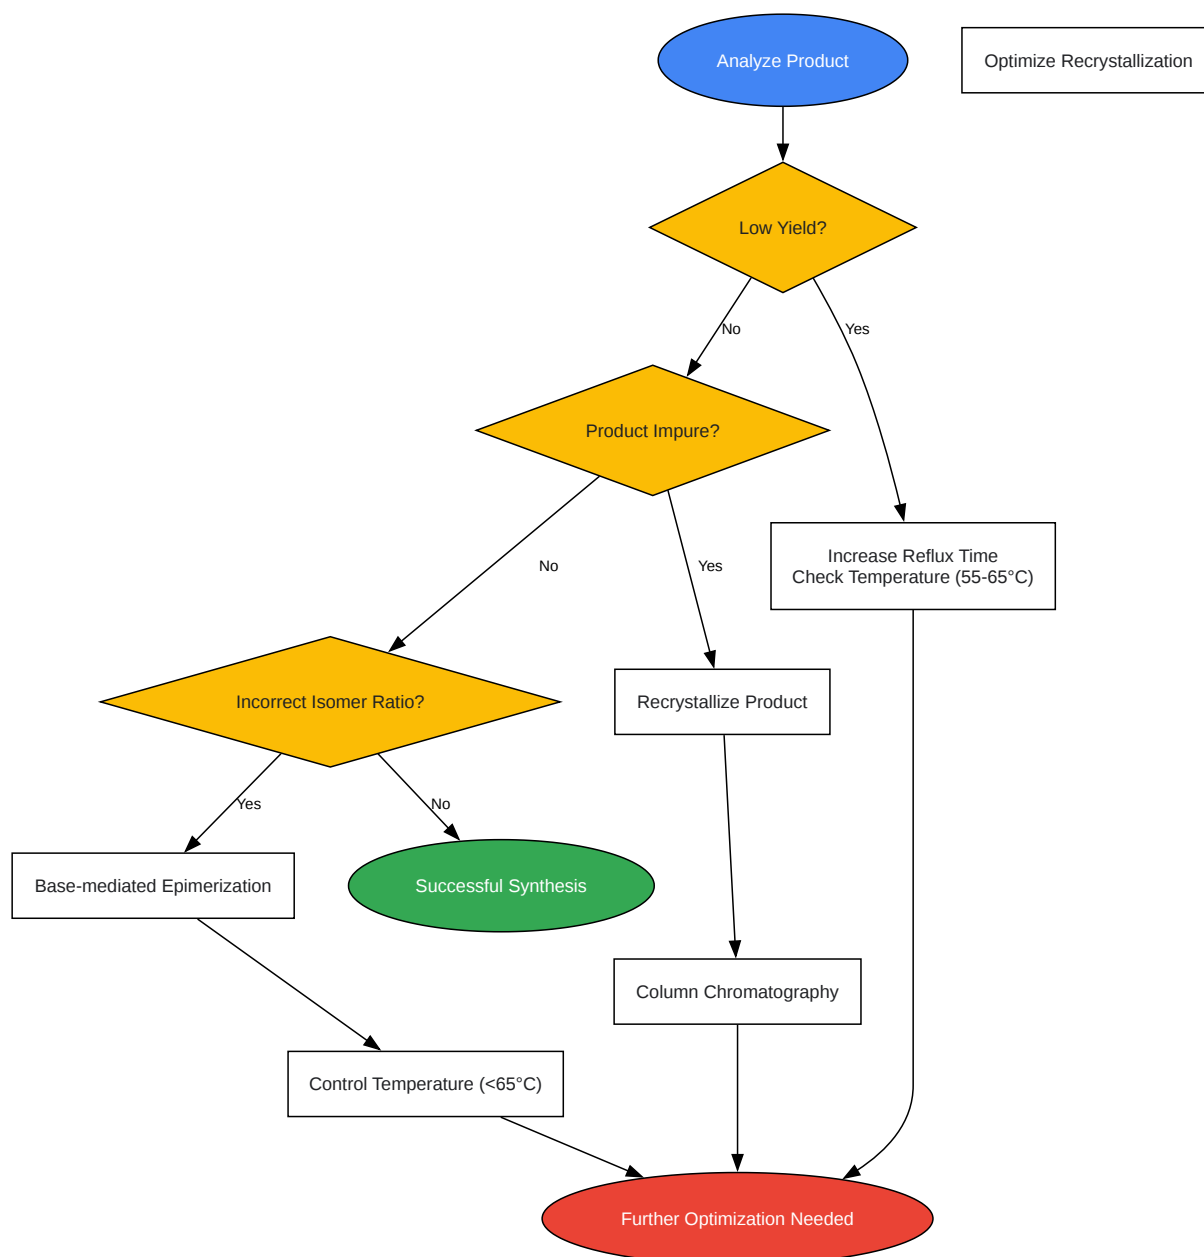 Analyze Product
Optimize Recrystallization
Low Yield?
No
Yes
Product Impure?
Increase Reflux Time
Check Temperature (55-65°C)
No
Yes
Recrystallize Product
Incorrect Isomer Ratio?
Yes
No
Base-mediated Epimerization
Successful Synthesis
Column Chromatography
Control Temperature (<65°C)
Further Optimization Needed